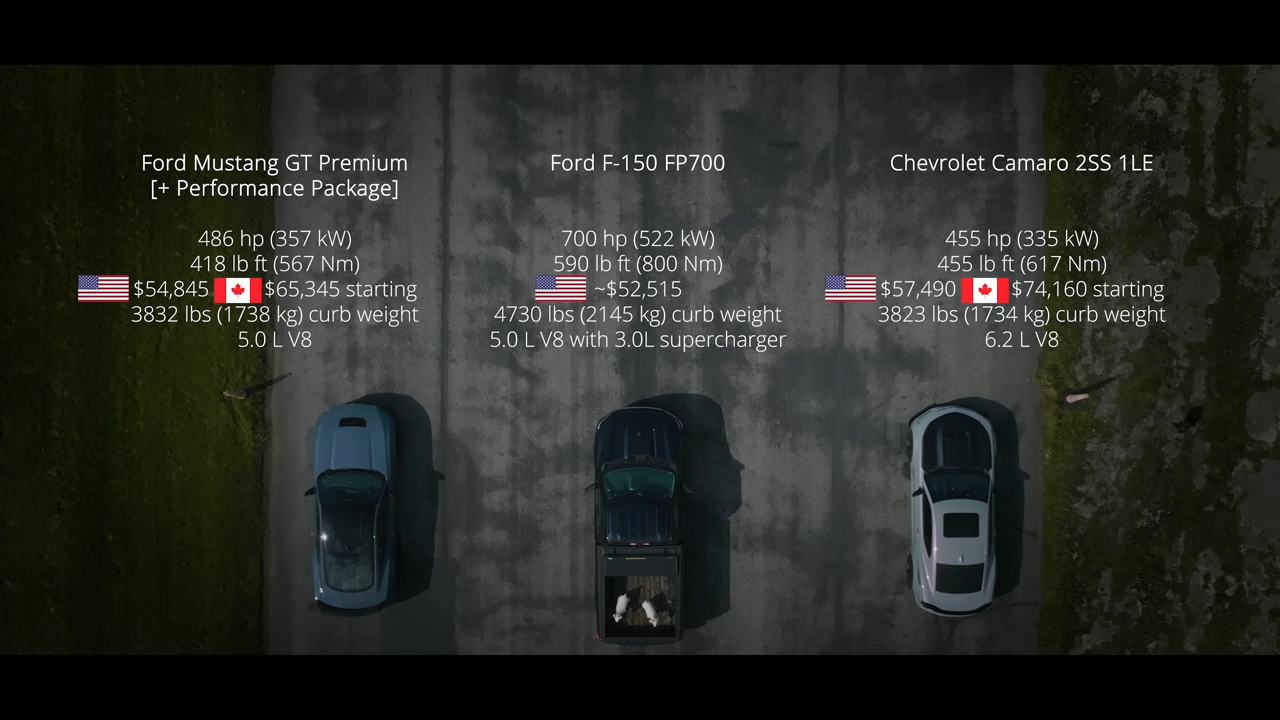 Ford Mustang GT Premium
[+ Performance Package]
486 hp (357 kW)
418 lb ft (567 Nm)
$54,845 $65,345 starting
3832 lbs (1738 kg) curb weight
5.0 L V8
Ford F-150 FP700
700 hp (522 kW)
590 lb ft (800 Nm)
~$52,515
4730 lbs (2145 kg) curb weight
5.0 L V8 with 3.0L supercharger
Chevrolet Camaro 2SS 1LE
455 hp (335 kW)
455 lb ft (617 Nm)
$57,490 $74,160 starting
3823 lbs (1734 kg) curb weight
6.2 L V8